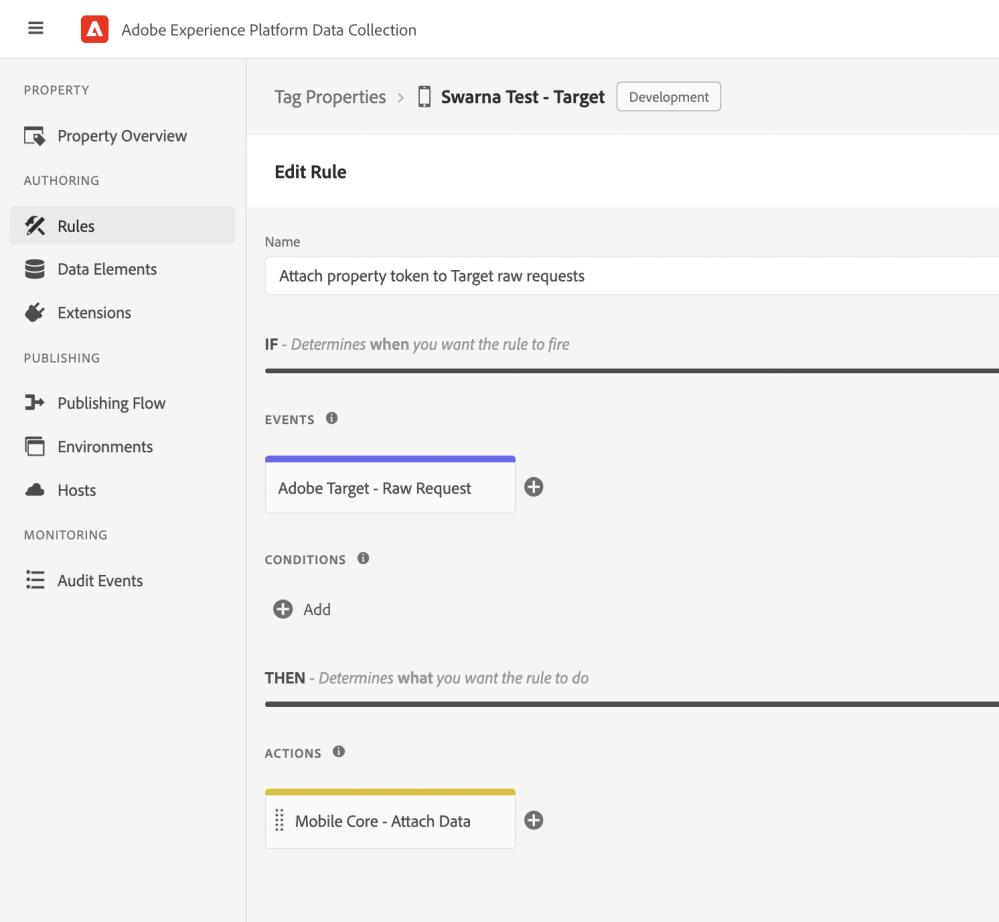 Adobe Experience Platform Data Collection
PROPERTY
Property Overview
AUTHORING
Rules
Data Elements
Extensions
PUBLISHING
Publishing Flow
Environments
Hosts
MONITORING
Audit Events
Tag Properties > Swarna Test - Target Development
Edit Rule
Name
Attach property token to Target raw requests
IF - Determines when you want the rule to fire
EVENTS
Adobe Target - Raw Request
CONDITIONS
Add
THEN - Determines what you want the rule to do
ACTIONS
Mobile Core - Attach Data